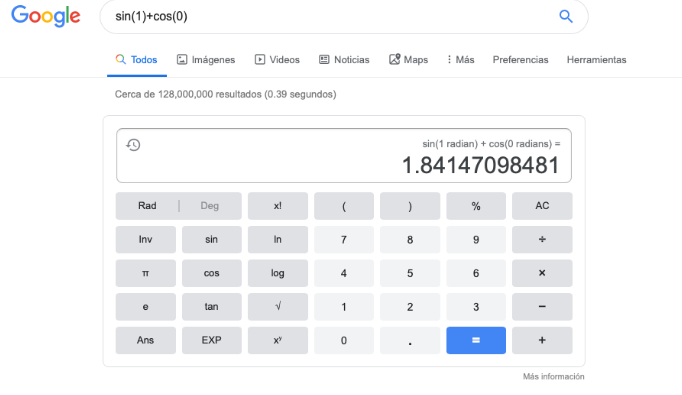 Google sin(1)+cos(0)
Todos Imágenes Videos Noticias Maps Más Preferencias Herramientas
Cerca de 128,000,000 resultados (0.39 segundos)
sin(1 radian) + cos(0 radians) =
1.84147098481
Rad | Deg x! ( ) % AC
Inv sin ln 7 8 9 ÷
π cos log 4 5 6 ×
e tan √ 1 2 3 −
Ans EXP xʸ 0 . = +
Más información